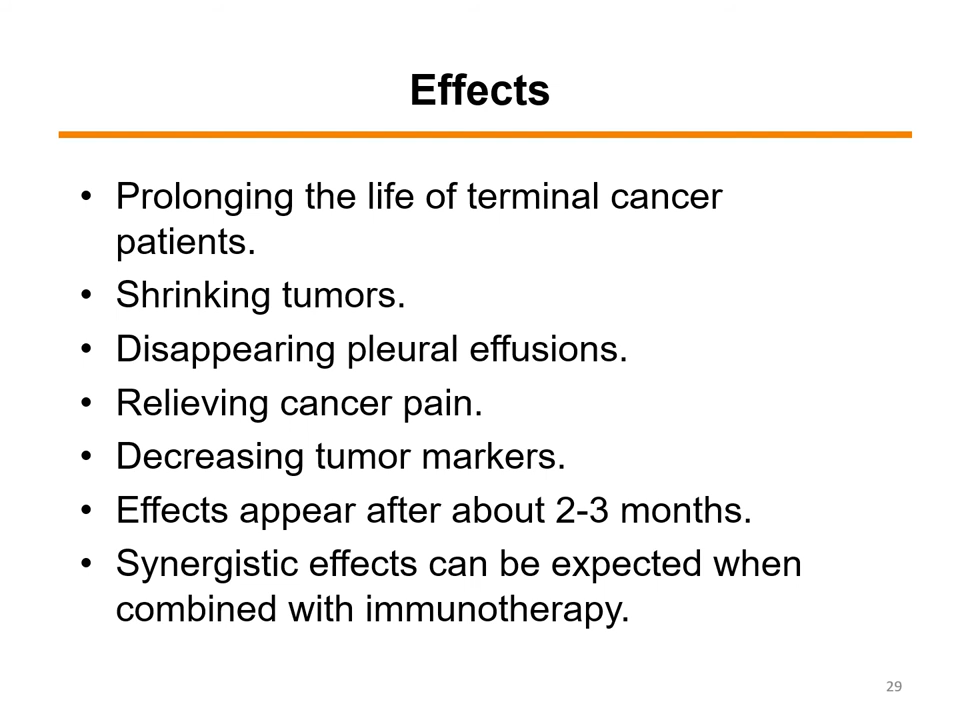 Effects
• Prolonging the life of terminal cancer
patients.
• Shrinking tumors.
• Disappearing pleural effusions.
• Relieving cancer pain.
• Decreasing tumor markers.
• Effects appear after about 2-3 months.
• Synergistic effects can be expected when
combined with immunotherapy.
29